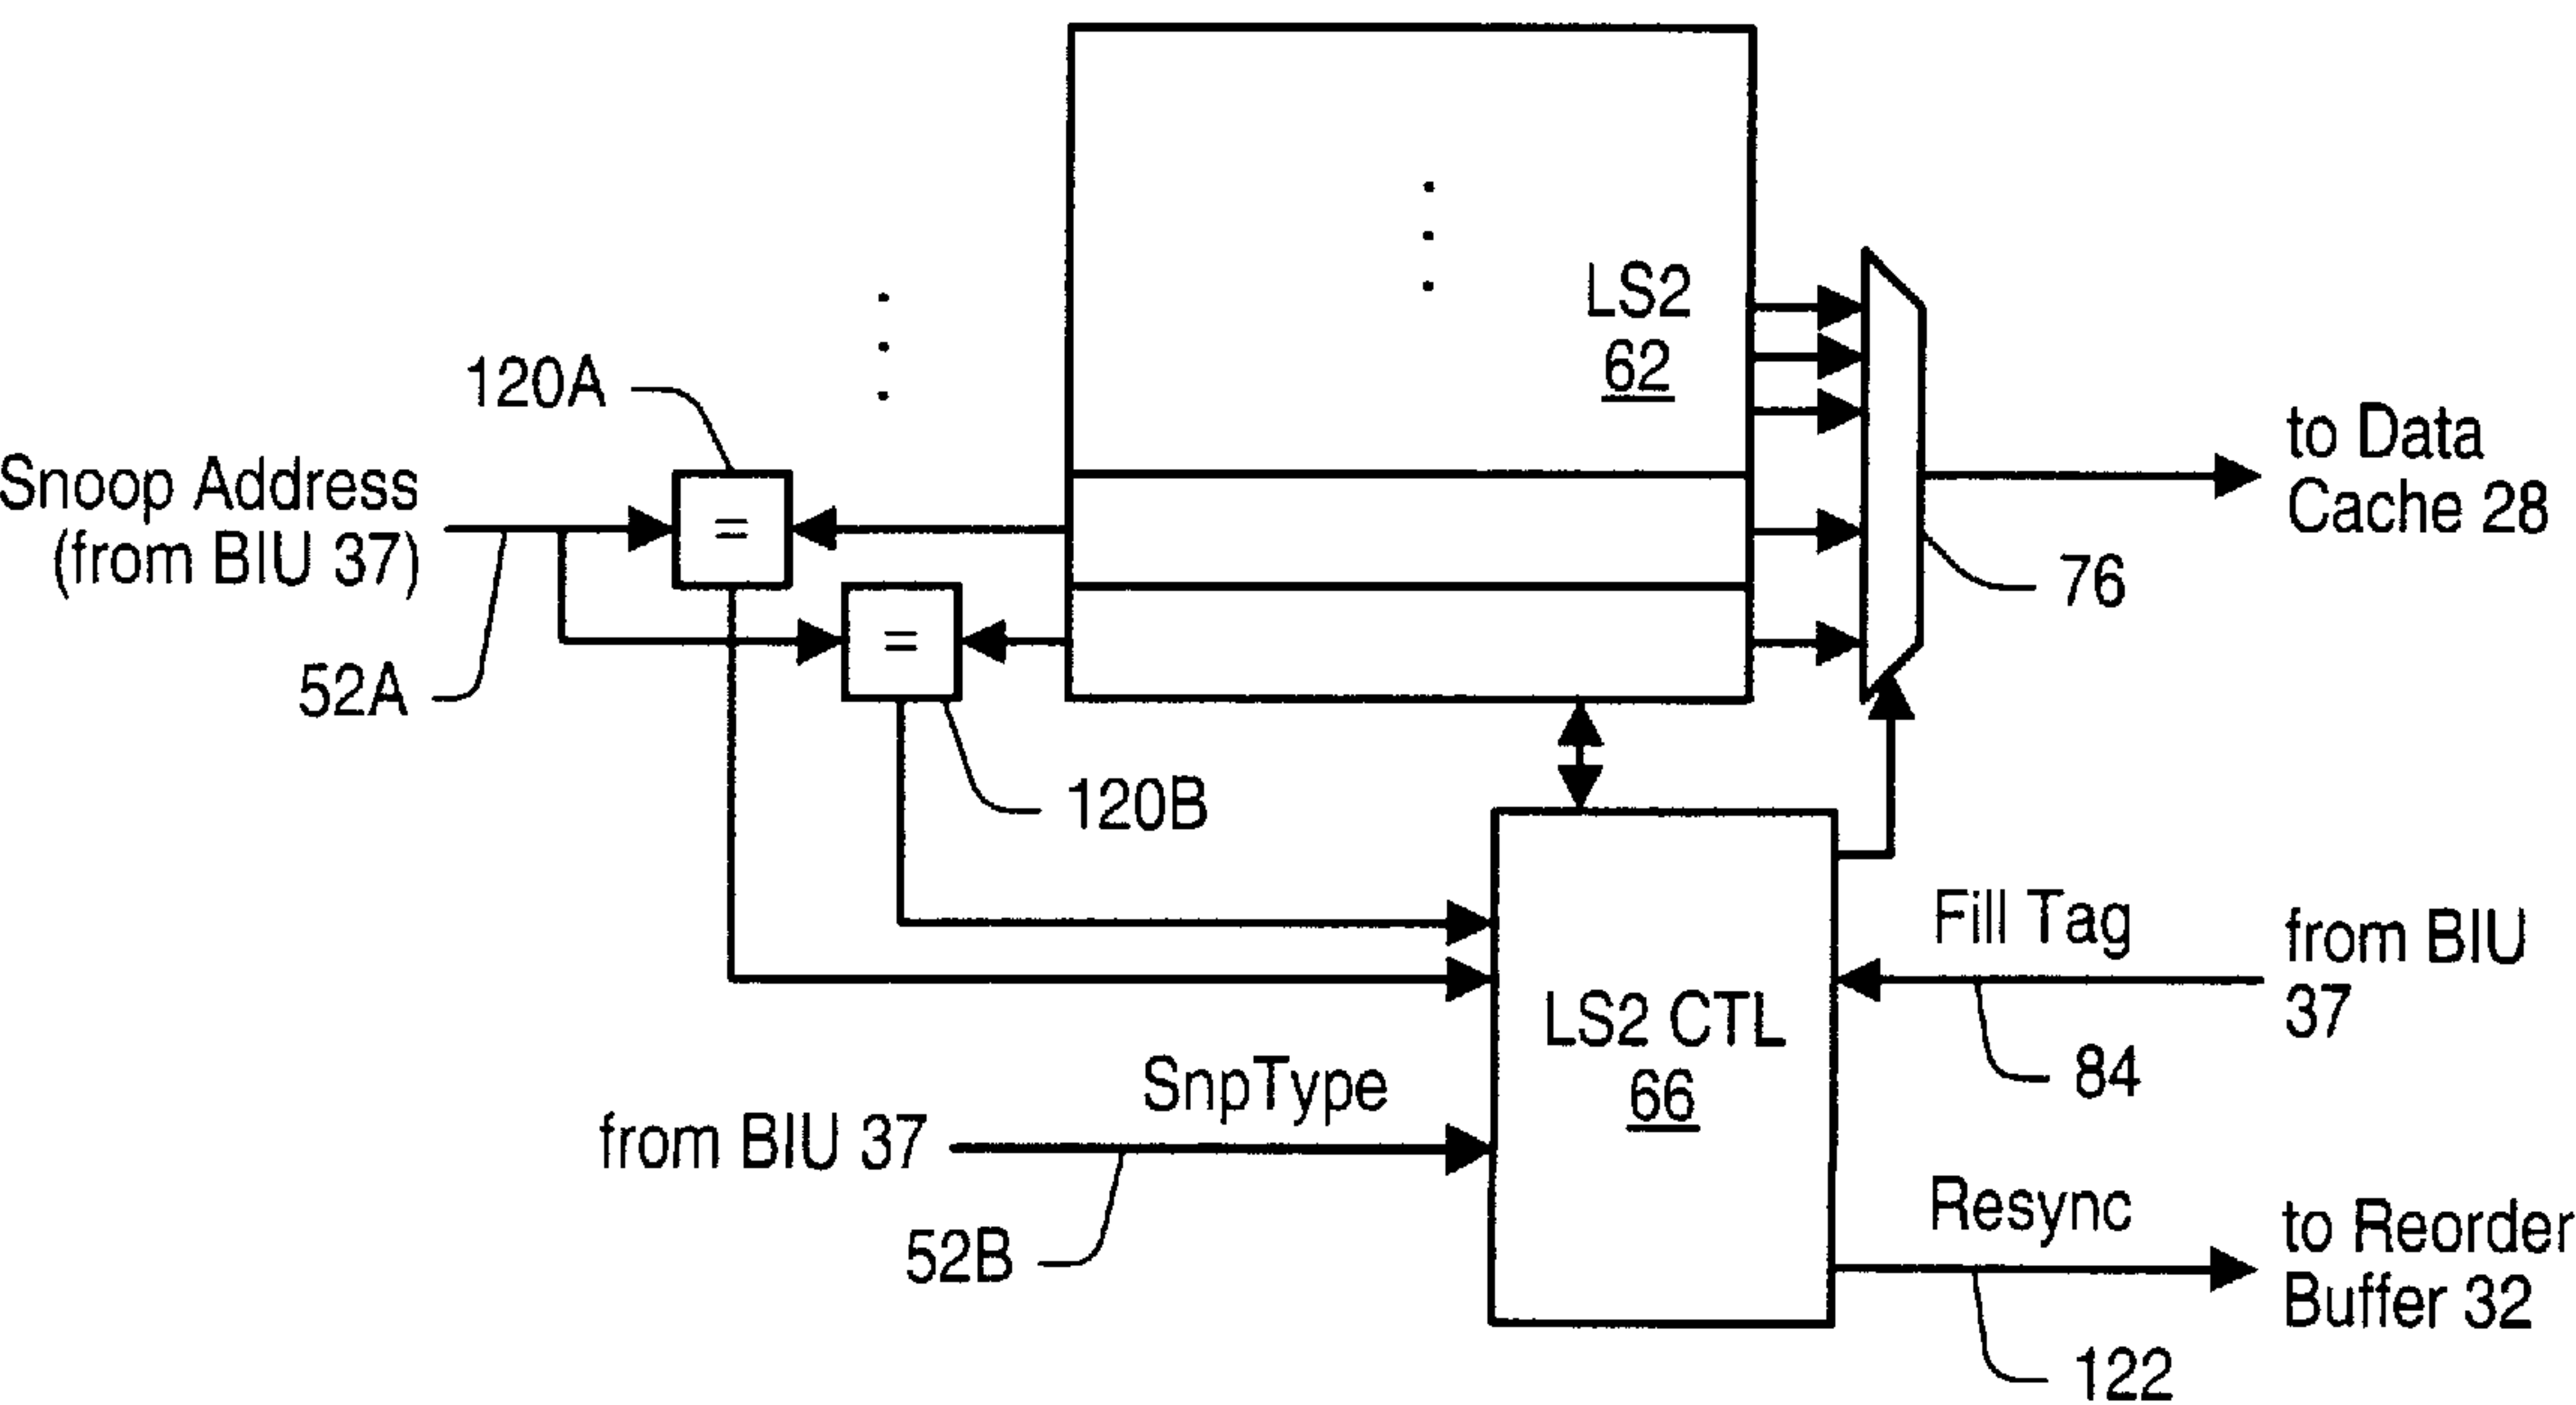 LS2
62
120A
Snoop Address
(from BIU 37)
=
=
52A
120B
to Data
Cache 28
76
Fill Tag
from BIU
37
84
LS2 CTL
66
SnpType
from BIU 37
52B
Resync
to Reorder
Buffer 32
122